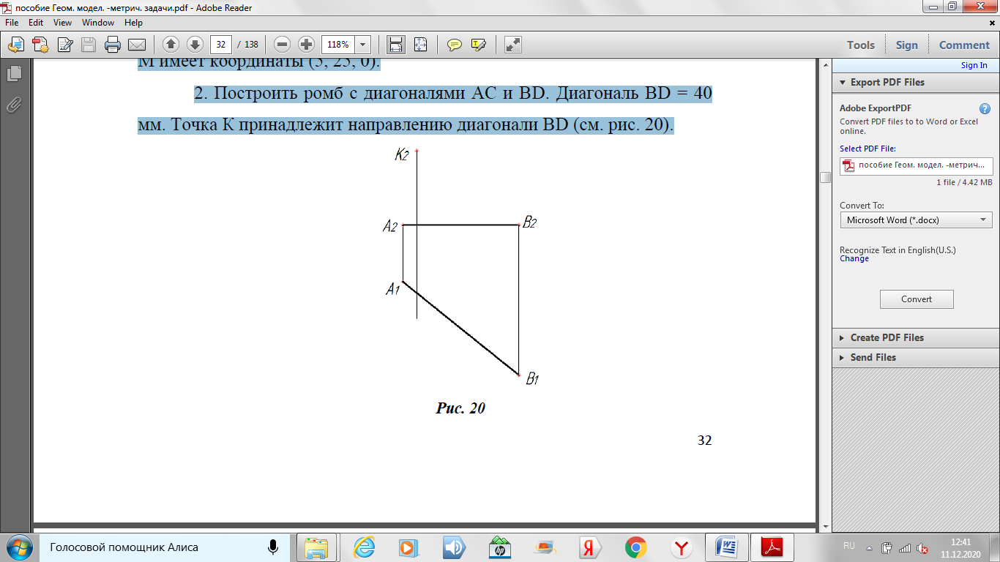 пособие Геом. модел. -метрич. задачи.pdf - Adobe Reader
File Edit View Window Help
32 / 138 118% Tools Sign Comment
М имеет координаты (5, 25, 0).
2. Построить ромб с диагоналями АС и BD. Диагональ BD = 40
мм. Точка К принадлежит направлению диагонали BD (см. рис. 20).
K2
A2
B2
A1
B1
Рис. 20
32
Sign In
Export PDF Files
Adobe ExportPDF
Convert PDF files to to Word or Excel
online.
Select PDF File:
пособие Геом. модел. -метрич...
1 file / 4.42 MB
Convert To:
Microsoft Word (*.docx)
Recognize Text in English(U.S.)
Change
Convert
Create PDF Files
Send Files
Голосовой помощник Алиса
RU
12:41
11.12.2020